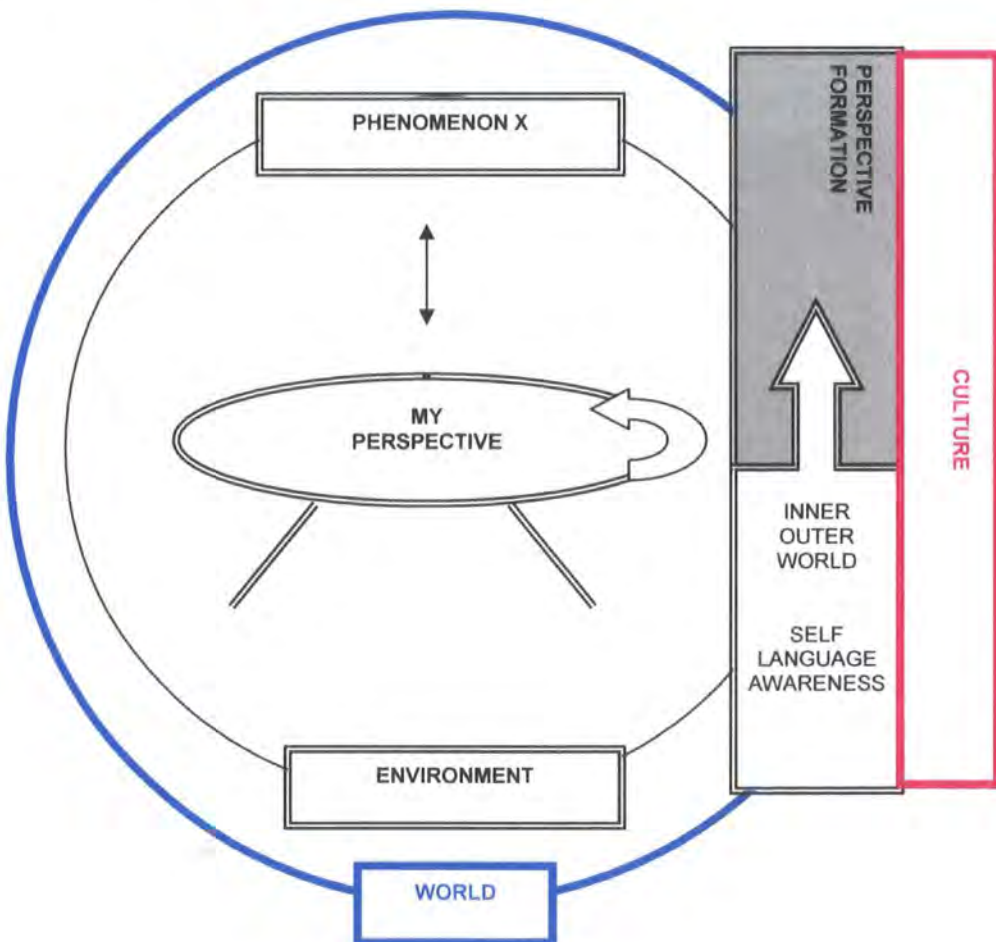 PHENOMENON X
PERSPECTIVE
FORMATION
MY
PERSPECTIVE
CULTURE
INNER
OUTER
WORLD
SELF
LANGUAGE
AWARENESS
ENVIRONMENT
WORLD